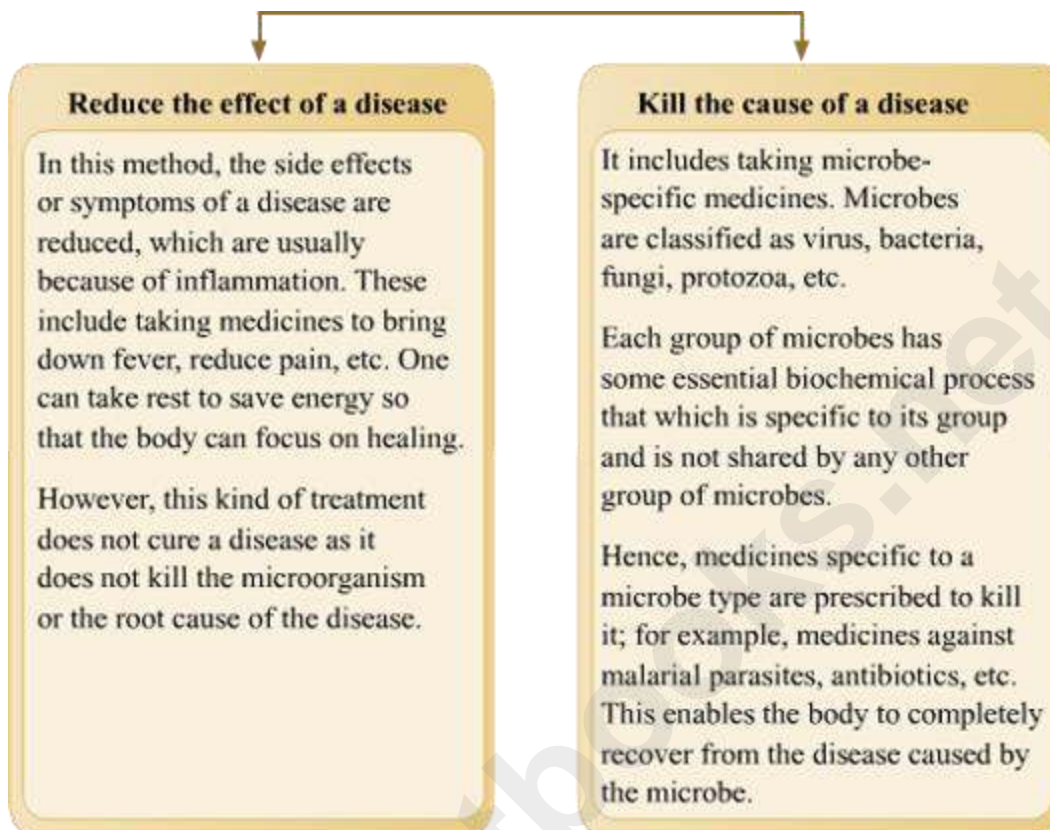 Reduce the effect of a disease
In this method, the side effects
or symptoms of a disease are
reduced, which are usually
because of inflammation. These
include taking medicines to bring
down fever, reduce pain, etc. One
can take rest to save energy so
that the body can focus on healing.
However, this kind of treatment
does not cure a disease as it
does not kill the microorganism
or the root cause of the disease.
Kill the cause of a disease
It includes taking microbe-
specific medicines. Microbes
are classified as virus, bacteria,
fungi, protozoa, etc.
Each group of microbes has
some essential biochemical process
that which is specific to its group
and is not shared by any other
group of microbes.
Hence, medicines specific to a
microbe type are prescribed to kill
it; for example, medicines against
malarial parasites, antibiotics, etc.
This enables the body to completely
recover from the disease caused by
the microbe.
tbooks.net